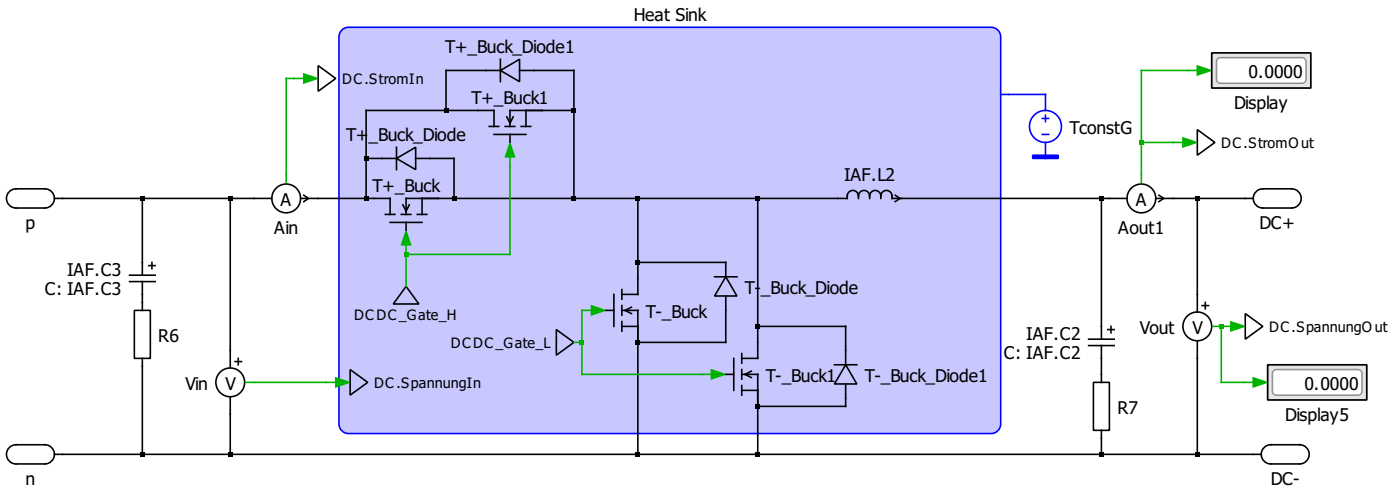 Heat Sink
T+_Buck_Diode1
DC.StromIn
0.0000
Display
T+_Buck1
TconstG
T+_Buck_Diode
DC.StromOut
IAF.L2
T+_Buck
A
A
p
Ain
Aout1
DC+
IAF.C3
C: IAF.C3
DCDC_Gate_H
T-_Buck_Diode
T-_Buck
R6
DCDC_Gate_L
Vout
V
DC.SpannungOut
IAF.C2
C: IAF.C2
Vin
V
DC.SpannungIn
T-_Buck1
T-_Buck_Diode1
0.0000
Display5
R7
n
DC-